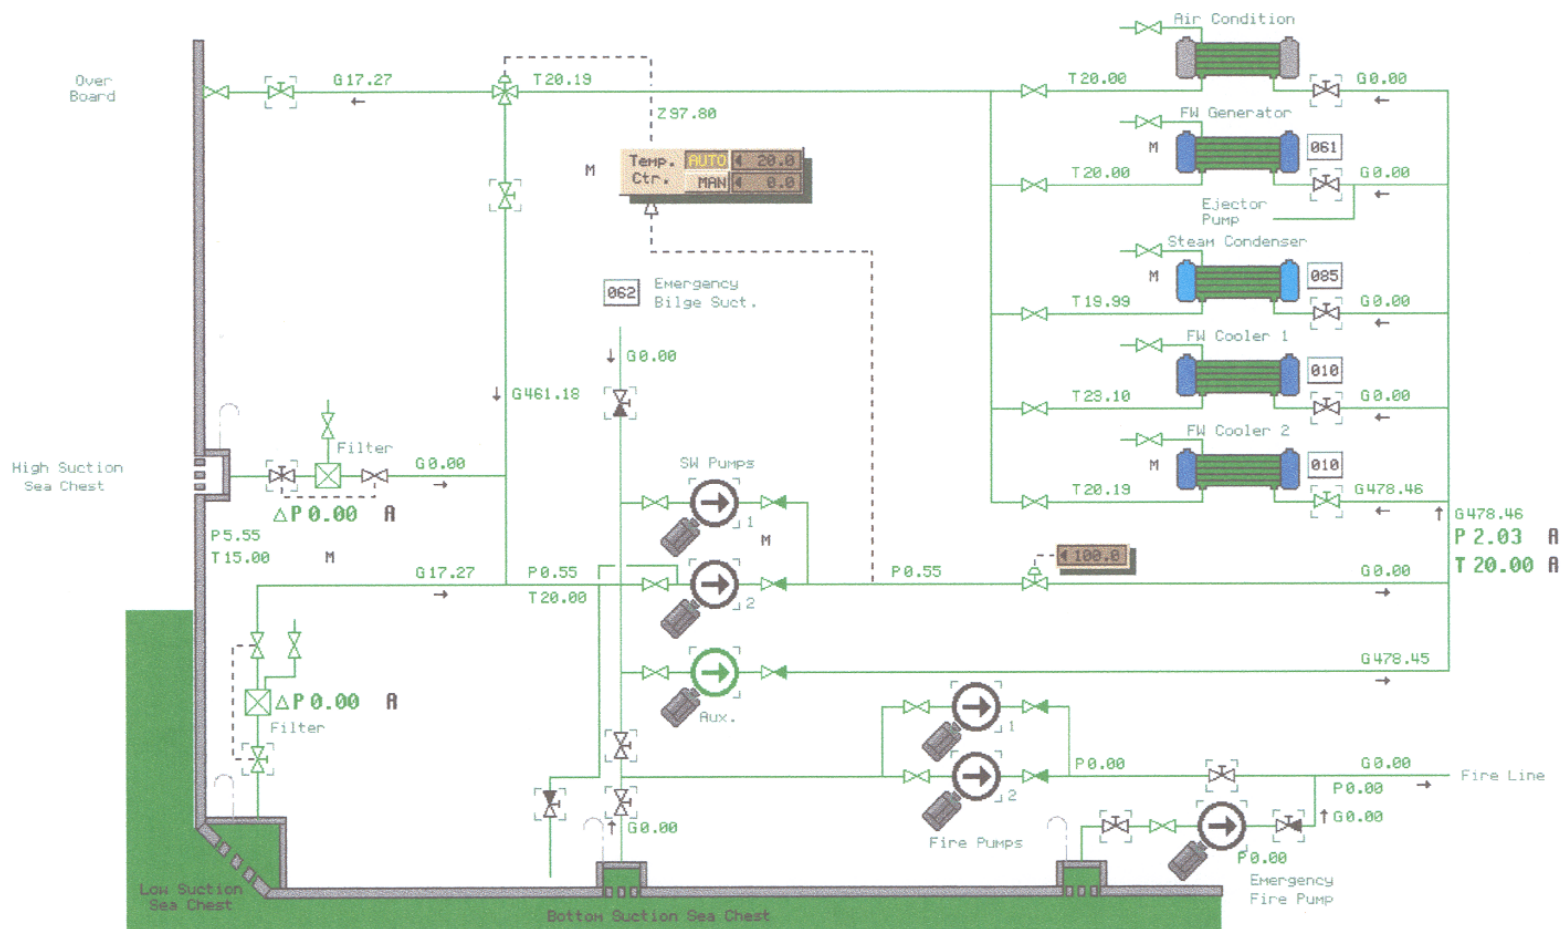 Air Condition
Over
Board
G17.27
T20.19
T20.00
G0.00
Z97.80
FW Generator
M
Temp.
Ctr.
AUTO
20.0
MAN
0.0
M
061
T20.00
G0.00
Ejector
Pump
Steam Condenser
M
085
062
Emergency
Bilge Suct.
T19.99
G0.00
FW Cooler 1
G0.00
010
G461.18
T23.10
G0.00
FW Cooler 2
High Suction
Sea Chest
Filter
G0.00
SW Pumps
M
010
T20.19
G478.46
△P0.00 A
1
G478.46
P5.55
T15.00
M
M
P2.03 A
G17.27
P0.55
T20.00
P0.55
100.0
G0.00
T20.00 A
2
G478.45
△P0.00 A
Filter
Aux.
1
P0.00
G0.00
Fire Line
2
P0.00
G0.00
G0.00
Fire Pumps
P0.00
Emergency
Fire Pump
Low Suction
Sea Chest
Bottom Suction Sea Chest